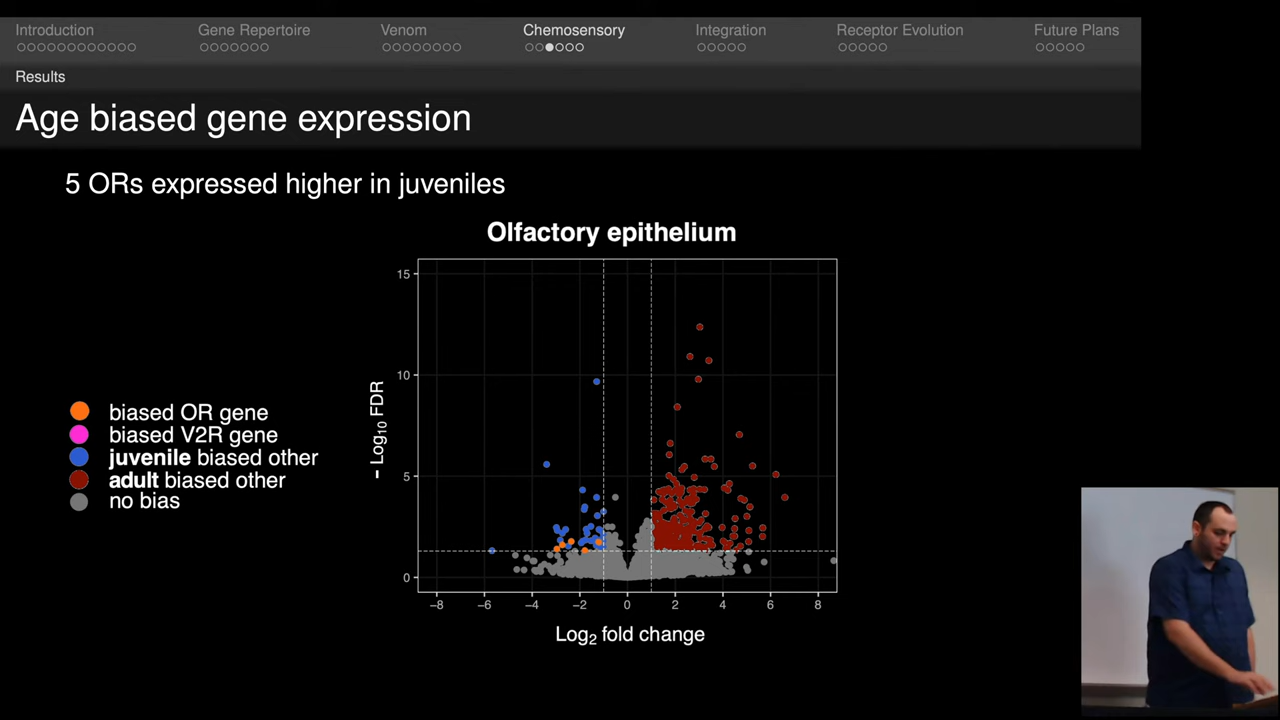 Introduction Gene Repertoire Venom Chemosensory Integration Receptor Evolution Future Plans
Results
Age biased gene expression
5 ORs expressed higher in juveniles
Olfactory epithelium
biased OR gene
biased V2R gene
juvenile biased other
adult biased other
no bias
− Log10 FDR
15
10
5
0
−8 −6 −4 −2 0 2 4 6 8
Log2 fold change